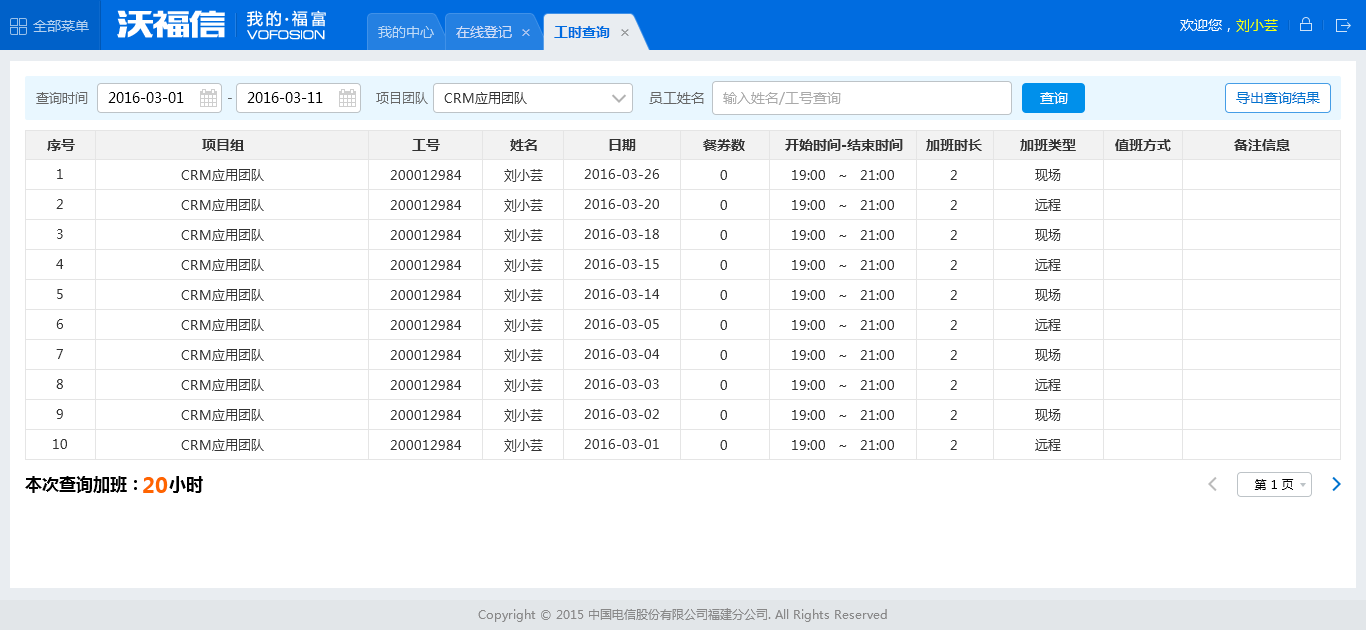 全部菜单 沃福信 我的·福富 VOFOSION 我的中心 在线登记 × 工时查询 × 欢迎您，刘小芸
查询时间 2016-03-01 - 2016-03-11 项目团队 CRM应用团队 员工姓名 输入姓名/工号查询 查询 导出查询结果
序号 项目组 工号 姓名 日期 餐券数 开始时间-结束时间 加班时长 加班类型 值班方式 备注信息
1 CRM应用团队 200012984 刘小芸 2016-03-26 0 19:00 ~ 21:00 2 现场
2 CRM应用团队 200012984 刘小芸 2016-03-20 0 19:00 ~ 21:00 2 远程
3 CRM应用团队 200012984 刘小芸 2016-03-18 0 19:00 ~ 21:00 2 现场
4 CRM应用团队 200012984 刘小芸 2016-03-15 0 19:00 ~ 21:00 2 远程
5 CRM应用团队 200012984 刘小芸 2016-03-14 0 19:00 ~ 21:00 2 现场
6 CRM应用团队 200012984 刘小芸 2016-03-05 0 19:00 ~ 21:00 2 远程
7 CRM应用团队 200012984 刘小芸 2016-03-04 0 19:00 ~ 21:00 2 现场
8 CRM应用团队 200012984 刘小芸 2016-03-03 0 19:00 ~ 21:00 2 远程
9 CRM应用团队 200012984 刘小芸 2016-03-02 0 19:00 ~ 21:00 2 现场
10 CRM应用团队 200012984 刘小芸 2016-03-01 0 19:00 ~ 21:00 2 远程
本次查询加班：20小时 第 1 页
Copyright © 2015 中国电信股份有限公司福建分公司. All Rights Reserved